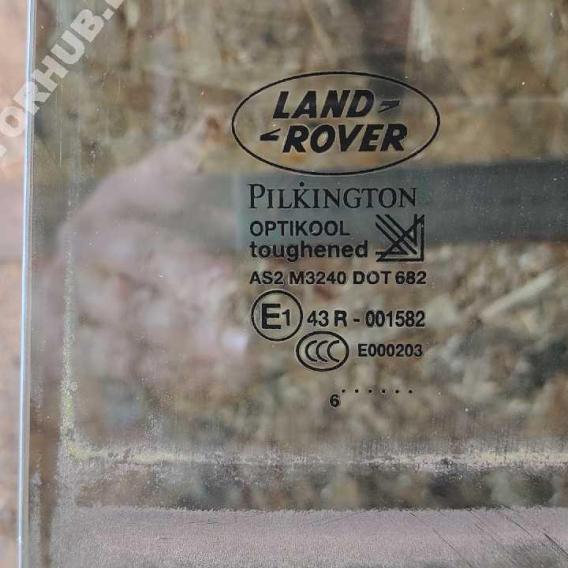 LAND
ROVER
PILKINGTON
OPTIKOOL
toughened
AS2 M3240 DOT 682
E1 43 R - 001582
CCC E000203
6 ......